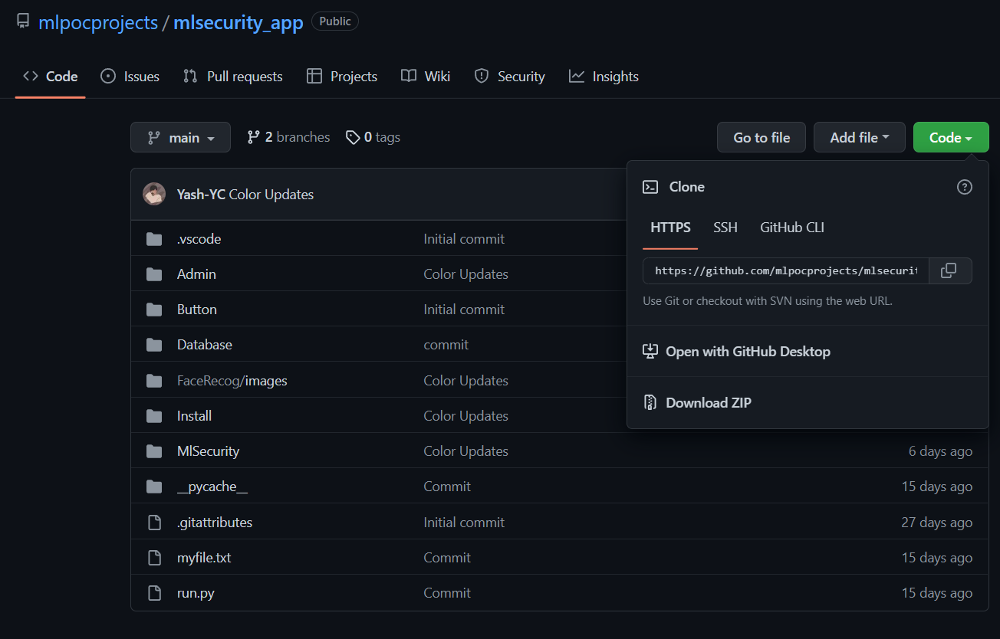 mlpocprojects / mlsecurity_app Public
Code Issues Pull requests Projects Wiki Security Insights
main 2 branches 0 tags Go to file Add file Code
Yash-YC Color Updates
.vscode Initial commit
Admin Color Updates
Button Initial commit
Database commit
FaceRecog/images Color Updates
Install Color Updates
MlSecurity Color Updates 6 days ago
__pycache__ Commit 15 days ago
.gitattributes Initial commit 27 days ago
myfile.txt Commit 15 days ago
run.py Commit 15 days ago
Clone
HTTPS SSH GitHub CLI
https://github.com/mlpocprojects/mlsecurit
Use Git or checkout with SVN using the web URL.
Open with GitHub Desktop
Download ZIP